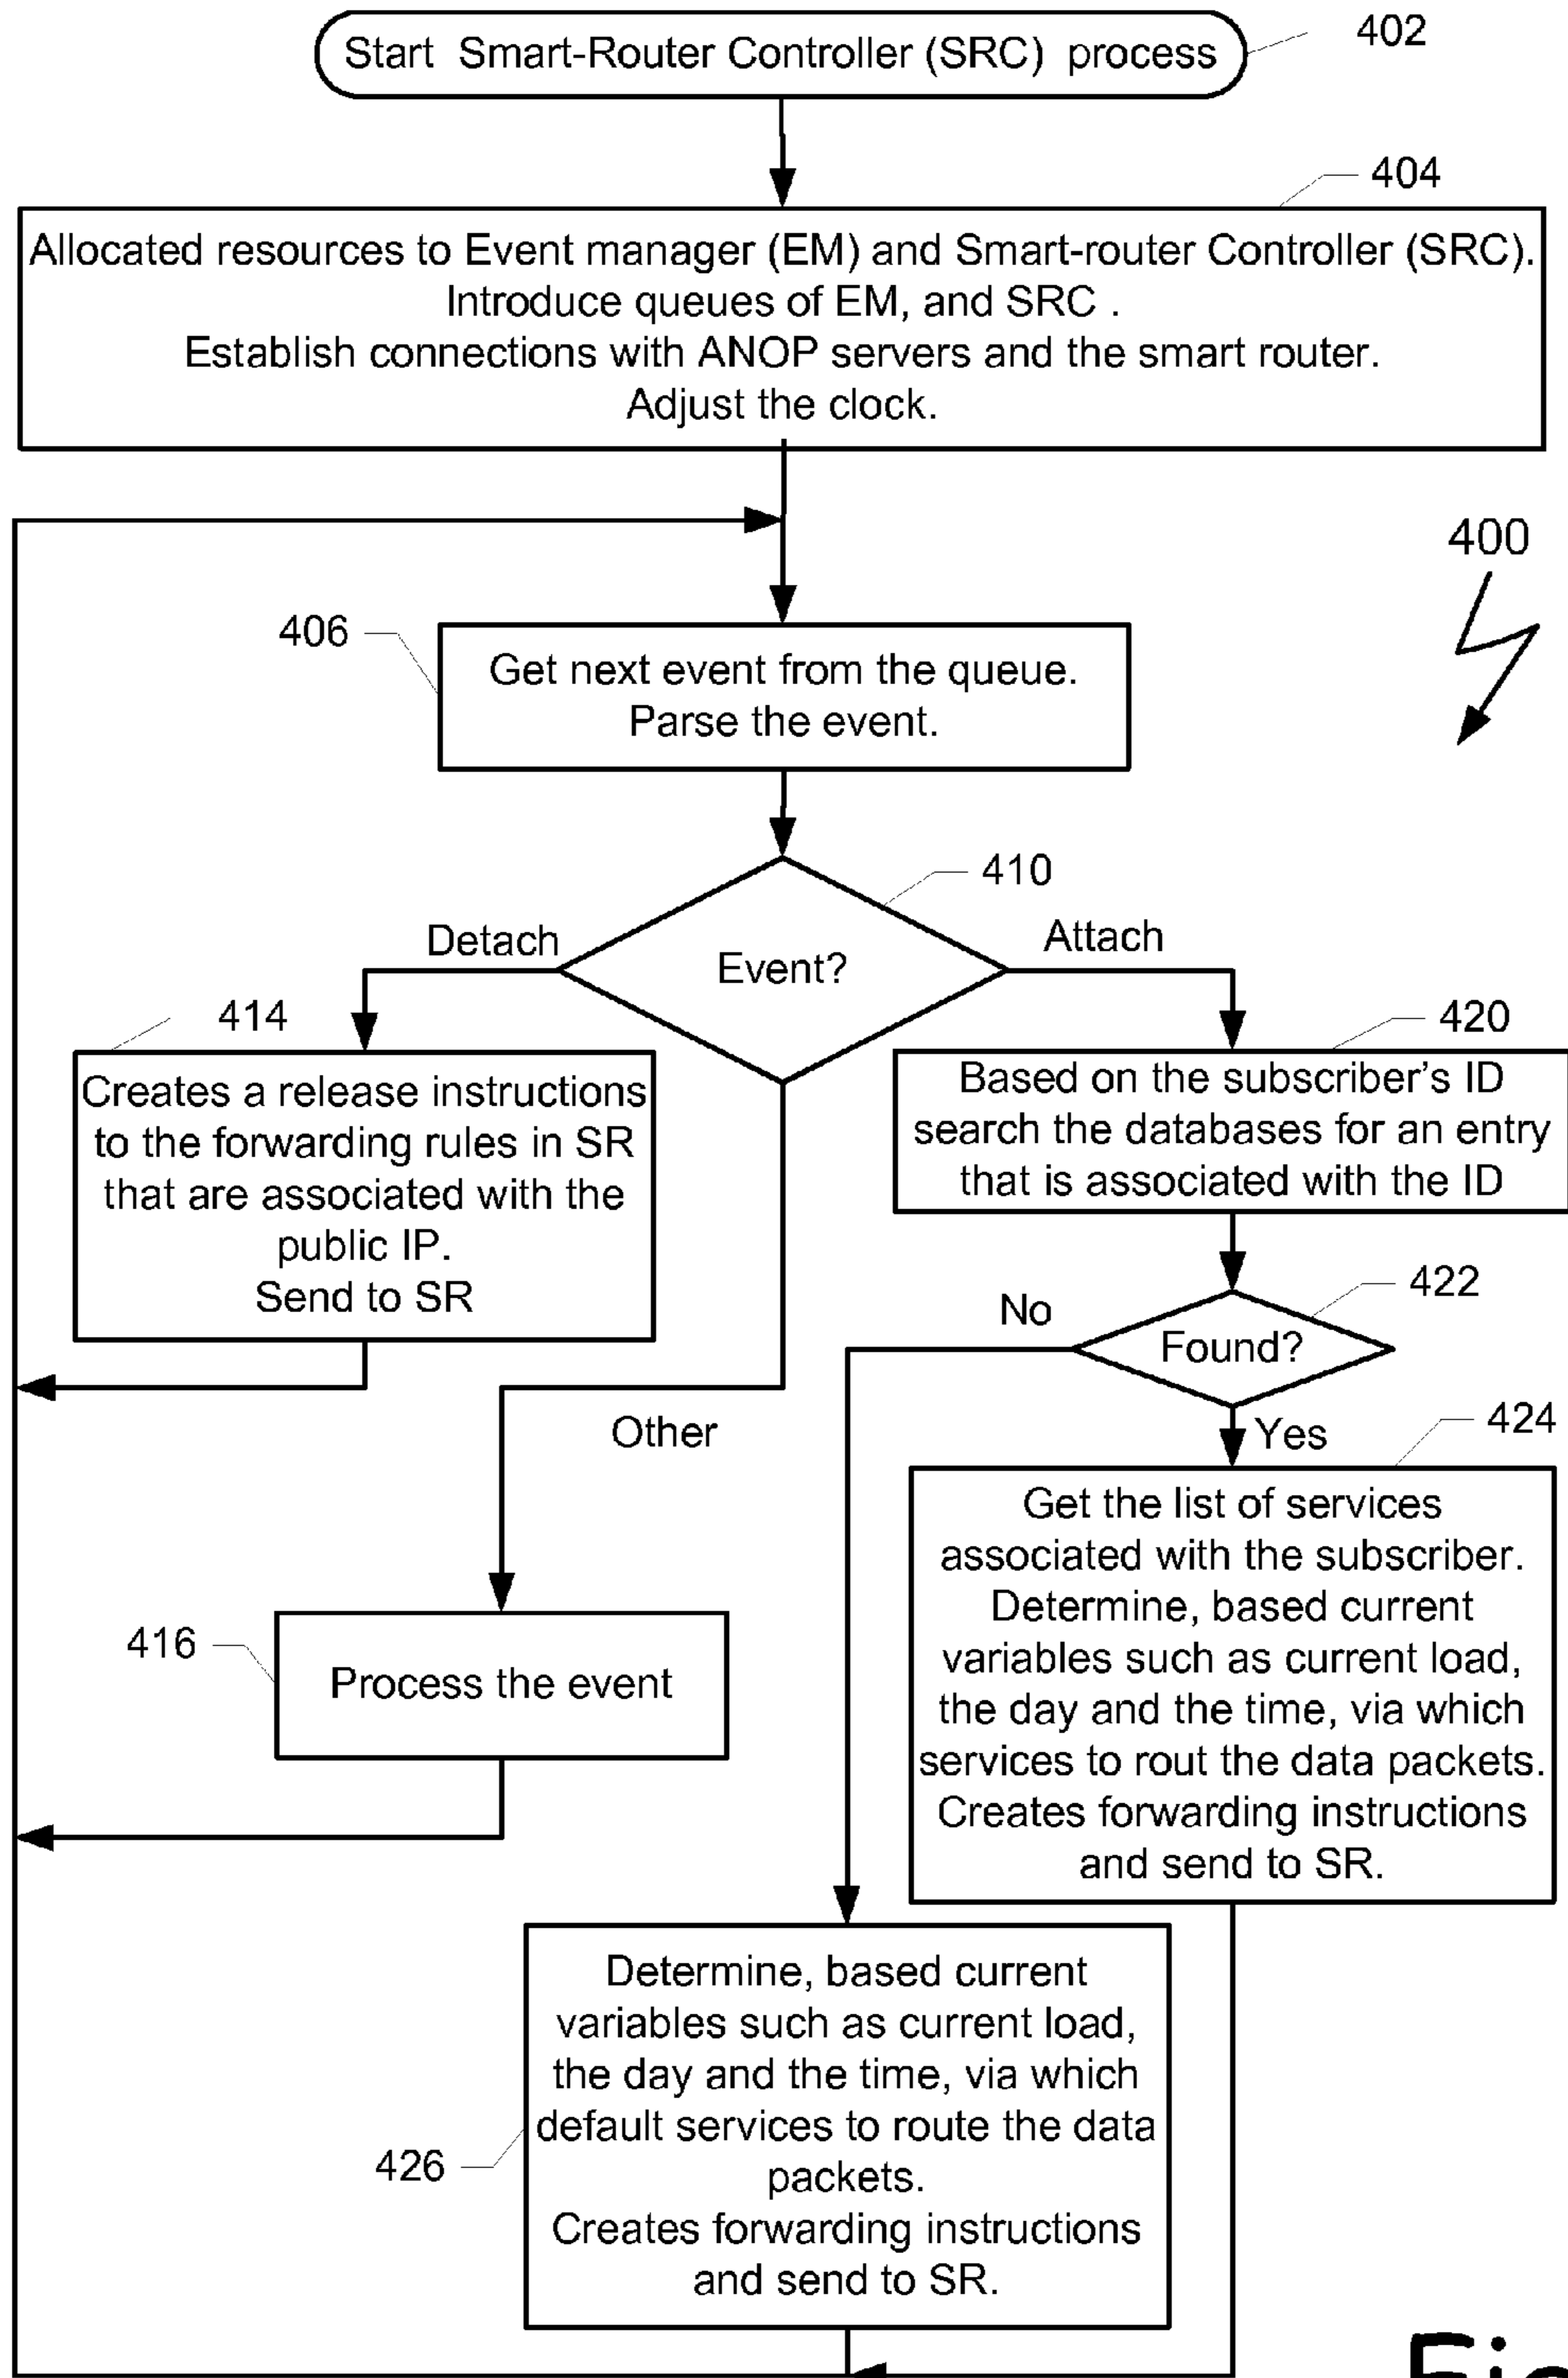 Start Smart-Router Controller (SRC) process
402
404
Allocated resources to Event manager (EM) and Smart-router Controller (SRC).
Introduce queues of EM, and SRC .
Establish connections with ANOP servers and the smart router.
Adjust the clock.
400
406
Get next event from the queue.
Parse the event.
410
Detach
Event?
Attach
414
Creates a release instructions
to the forwarding rules in SR
that are associated with the
public IP.
Send to SR
420
Based on the subscriber's ID
search the databases for an entry
that is associated with the ID
422
No
Found?
Other
Yes
424
Get the list of services
associated with the subscriber.
Determine, based current
variables such as current load,
the day and the time, via which
services to rout the data packets.
Creates forwarding instructions
and send to SR.
416
Process the event
Determine, based current
variables such as current load,
the day and the time, via which
default services to route the data
packets.
Creates forwarding instructions
and send to SR.
426